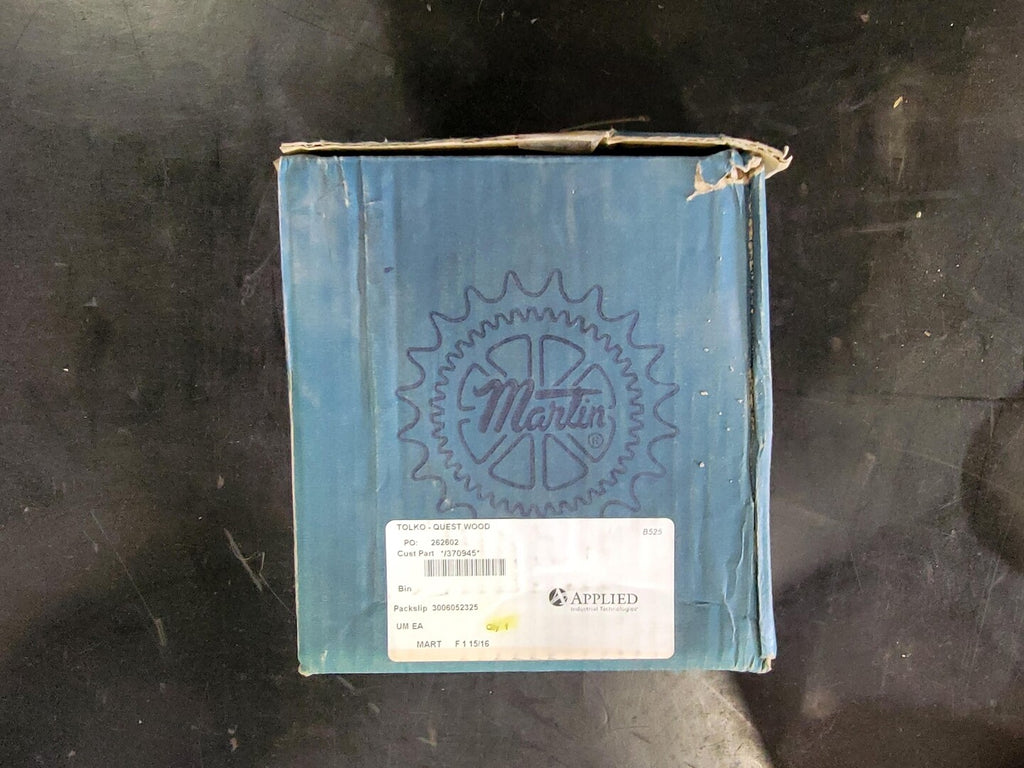 Martin
®
TOLKO - QUEST WOOD
B525
PO: 262602
Cust Part */370945*
Bin
APPLIED
Industrial Technologies®
Packslip 3006052325
UM EA
Qty 1
MART F 1 15/16